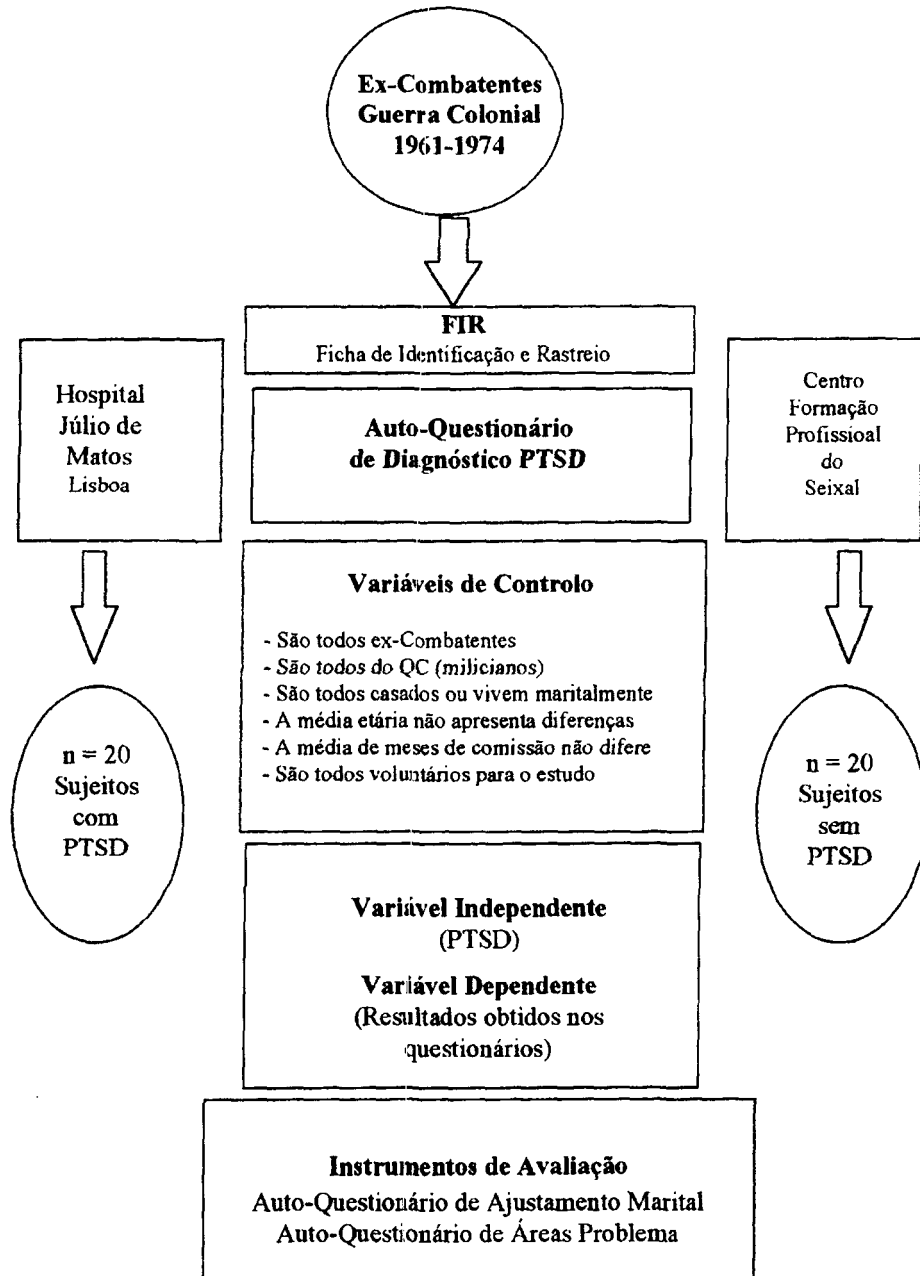 Ex-Combatentes
Guerra Colonial
1961-1974
FIR
Ficha de Identificação e Rastreio
Hospital
Júlio de
Matos
Lisboa
Auto-Questionário
de Diagnóstico PTSD
Centro
Formação
Profissioal
do
Seixal
Variáveis de Controlo
- São todos ex-Combatentes
- São todos do QC (milicianos)
- São todos casados ou vivem maritalmente
- A média etária não apresenta diferenças
- A média de meses de comissão não difere
- São todos voluntários para o estudo
n = 20
Sujeitos
com
PTSD
n = 20
Sujeitos
sem
PTSD
Variável Independente
(PTSD)
Variável Dependente
(Resultados obtidos nos
questionários)
Instrumentos de Avaliação
Auto-Questionário de Ajustamento Marital
Auto-Questionário de Áreas Problema